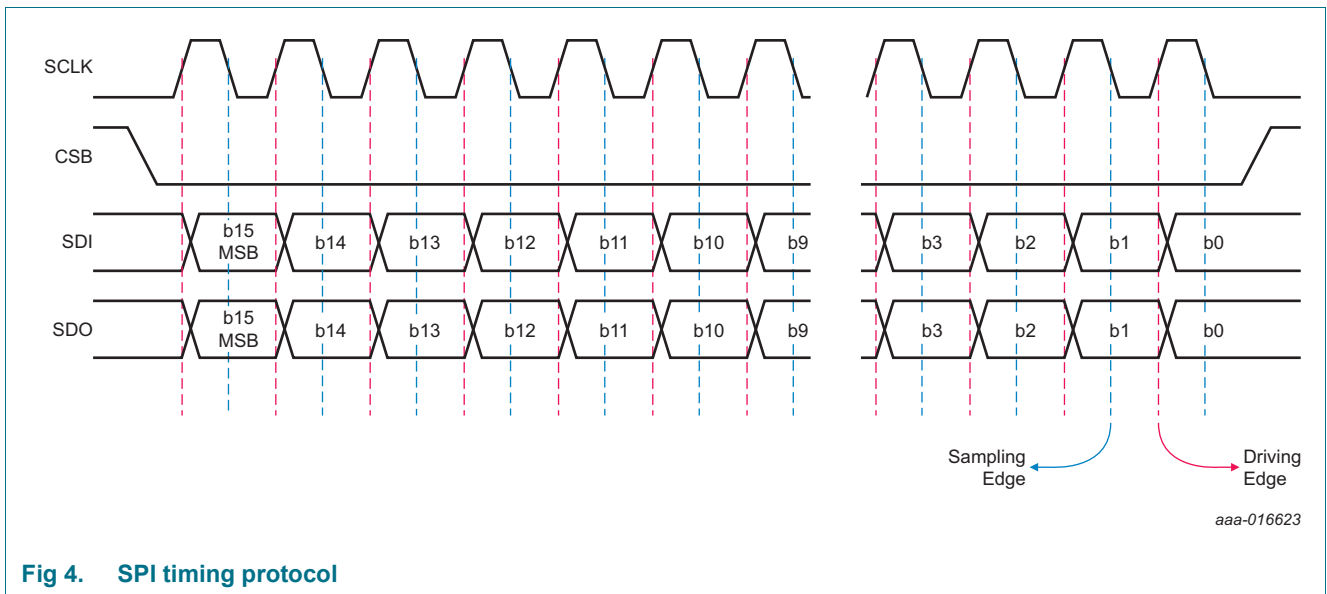 SCLK
CSB
SDI
b15
MSB
b14
b13
b12
b11
b10
b9
b3
b2
b1
b0
SDO
b15
MSB
b14
b13
b12
b11
b10
b9
b3
b2
b1
b0
Sampling
Edge
Driving
Edge
aaa-016623
Fig 4. SPI timing protocol